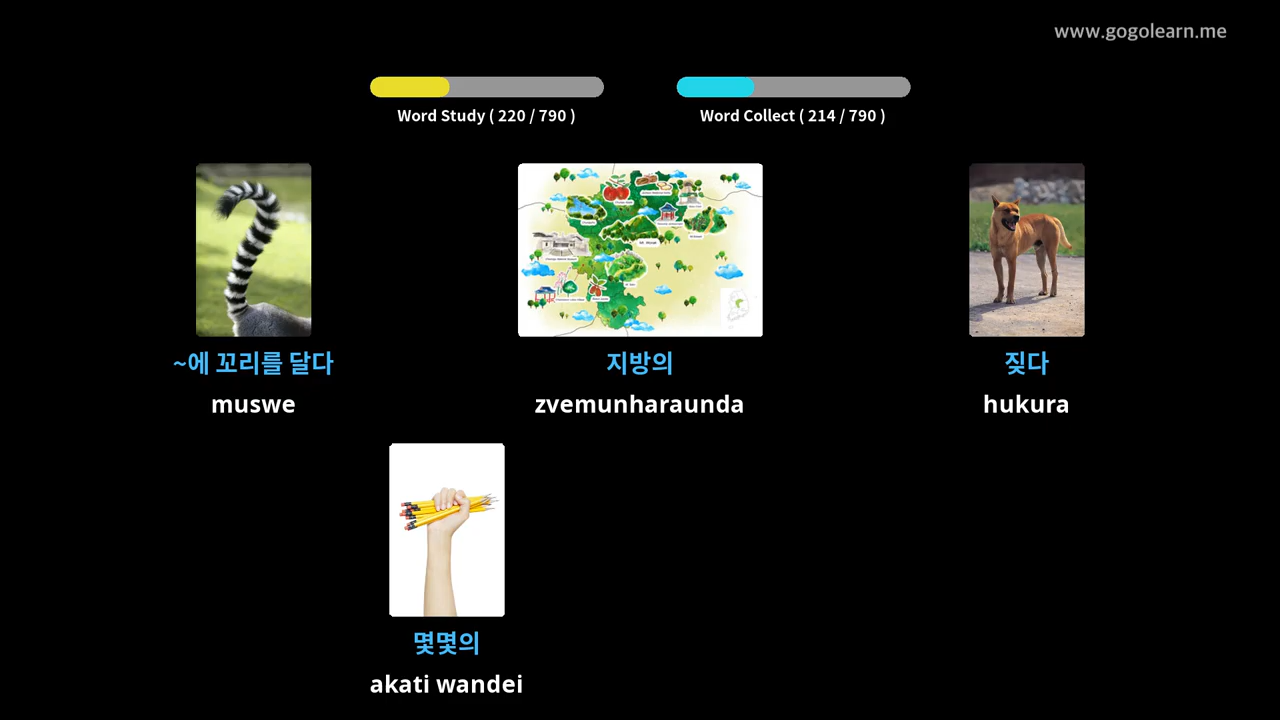 www.gogolearn.me
Word Study ( 220 / 790 )
Word Collect ( 214 / 790 )
~에 꼬리를 달다
지방의
짖다
muswe
zvemunharaunda
hukura
몇몇의
akati wandei